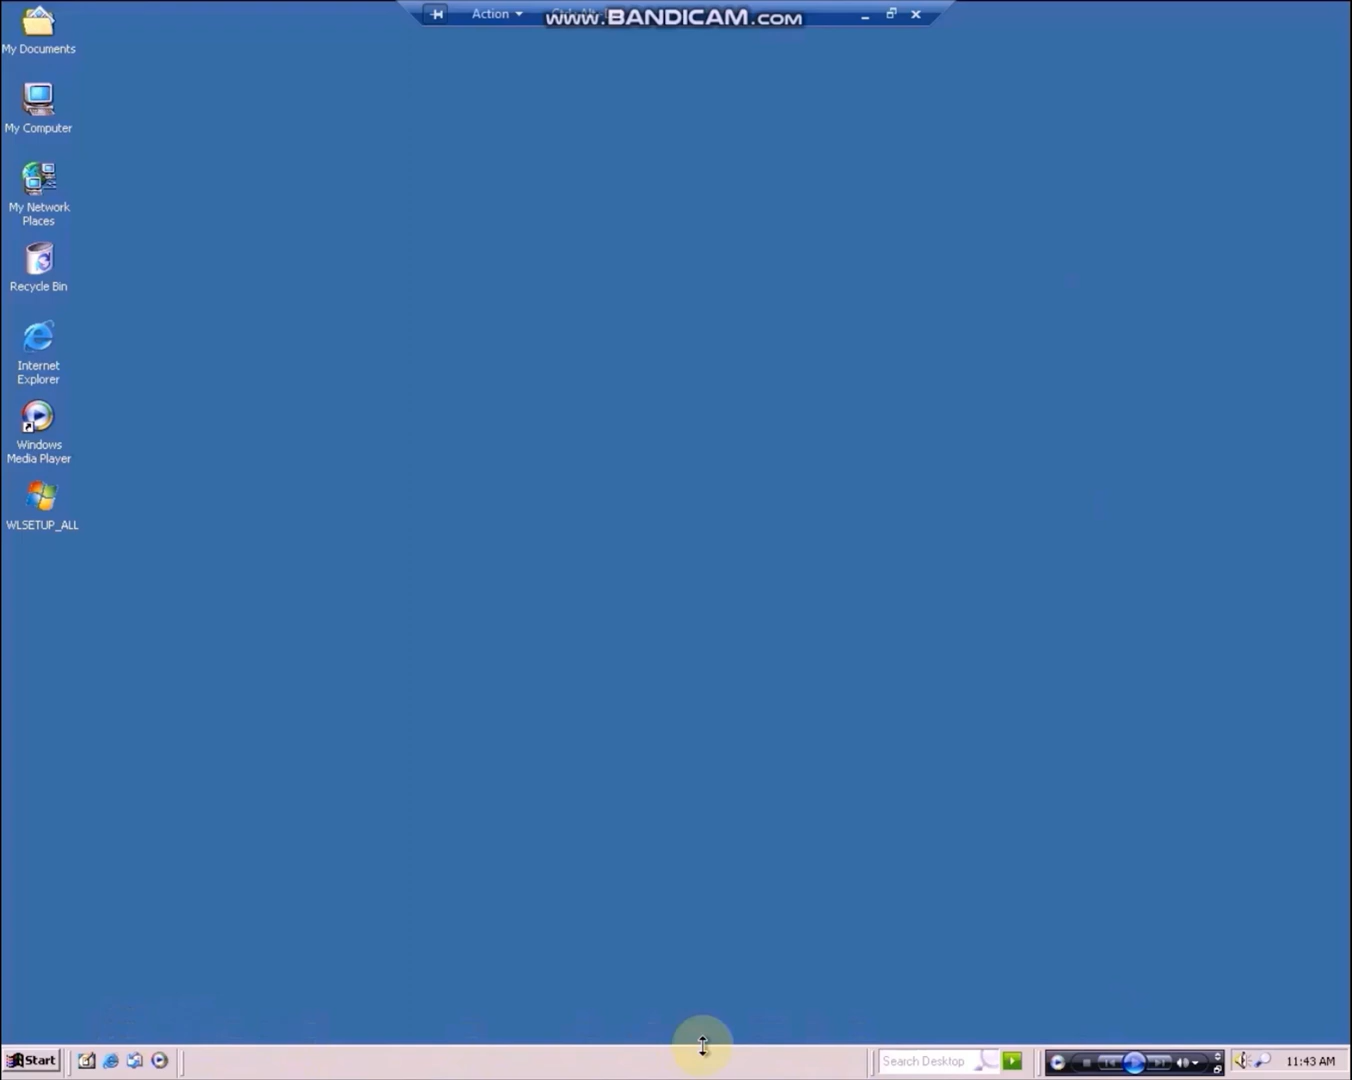 Action
www.BANDICAM.com
My Documents
My Computer
My Network
Places
Recycle Bin
Internet
Explorer
Windows
Media Player
WLSETUP_ALL
Start
Search Desktop
11:43 AM